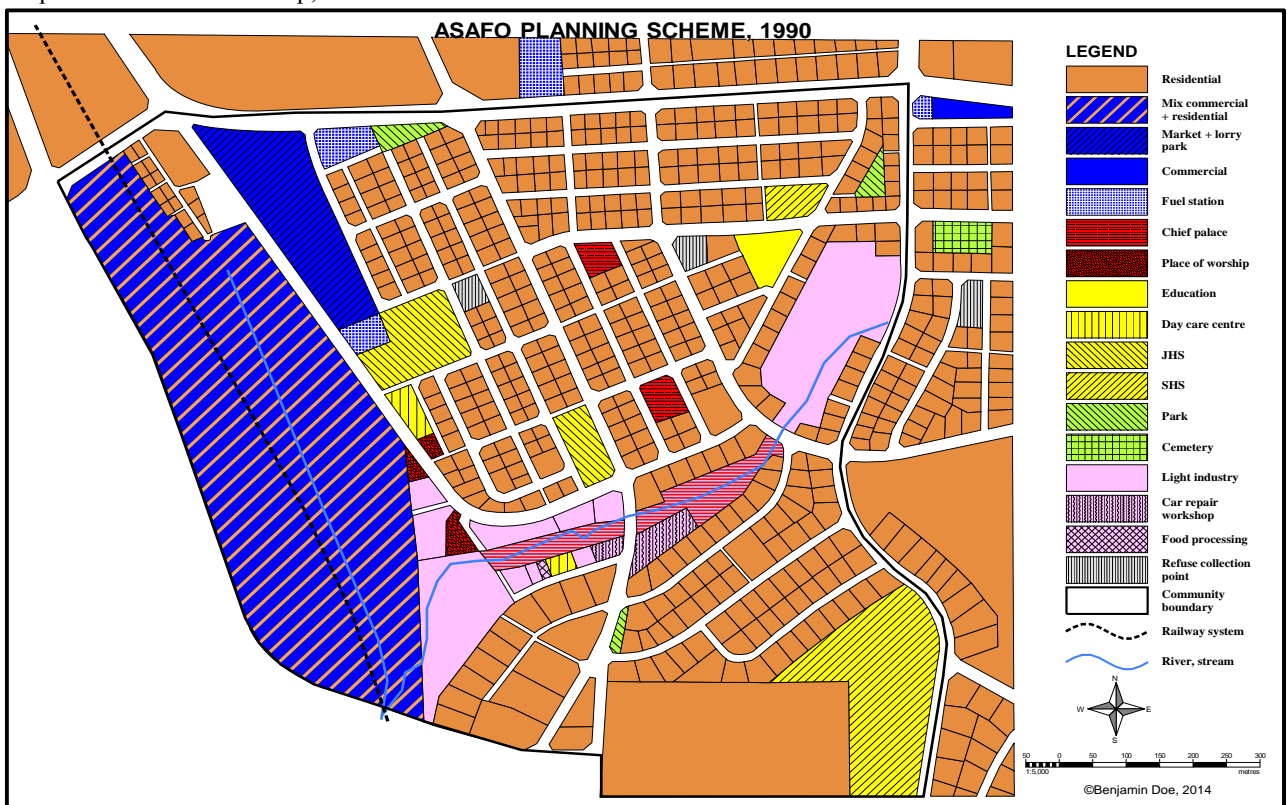 ASAFO PLANNING SCHEME, 1990
LEGEND
Residential
Mix commercial
+ residential
Market + lorry
park
Commercial
Fuel station
Chief palace
Place of worship
Education
Day care centre
JHS
SHS
Park
Cemetery
Light industry
Car repair
workshop
Food processing
Refuse collection
point
Community
boundary
Railway system
River, stream
N
W E
S
50 0 50 100 150 200 250 300
1:5,000 metres
©Benjamin Doe, 2014